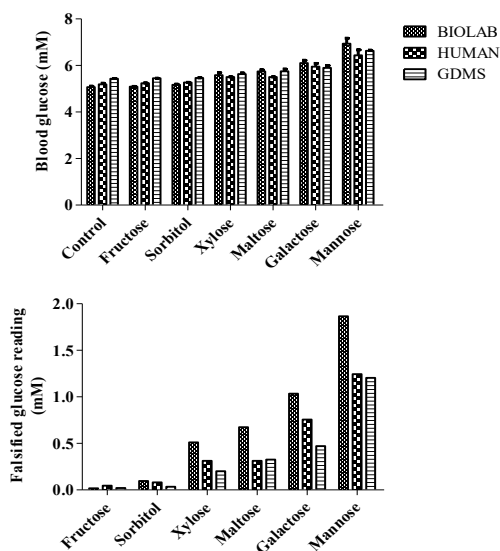 Blood glucose (mM)
8
6
4
2
0
Control
Fructose
Sorbitol
Xylose
Maltose
Galactose
Mannose
BIOLAB
HUMAN
GDMS
Falsified glucose reading
(mM)
2.0
1.5
1.0
0.5
0.0
Fructose
Sorbitol
Xylose
Maltose
Galactose
Mannose